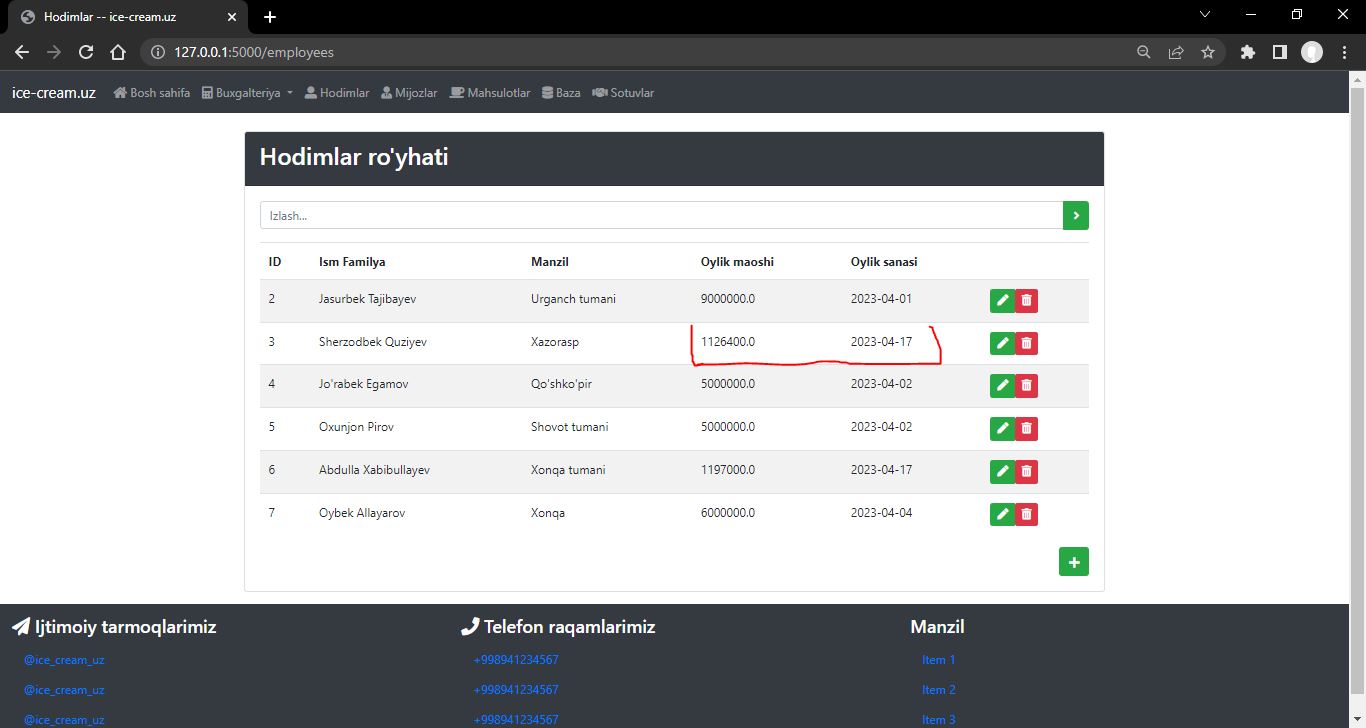 Hodimlar -- ice-cream.uz
127.0.0.1:5000/employees
ice-cream.uz Bosh sahifa Buxgalteriya Hodimlar Mijozlar Mahsulotlar Baza Sotuvlar
Hodimlar ro'yhati
Izlash...
ID Ism Familya Manzil Oylik maoshi Oylik sanasi
2 Jasurbek Tajibayev Urganch tumani 9000000.0 2023-04-01
3 Sherzodbek Quziyev Xazorasp 1126400.0 2023-04-17
4 Jo'rabek Egamov Qo'shko'pir 5000000.0 2023-04-02
5 Oxunjon Pirov Shovot tumani 5000000.0 2023-04-02
6 Abdulla Xabibullayev Xonqa tumani 1197000.0 2023-04-17
7 Oybek Allayarov Xonqa 6000000.0 2023-04-04
Ijtimoiy tarmoqlarimiz Telefon raqamlarimiz Manzil
@ice_cream_uz +998941234567 Item 1
@ice_cream_uz +998941234567 Item 2
@ice_cream_uz +998941234567 Item 3